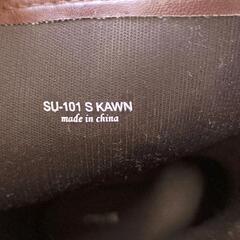 SU-101 S KAWN
made in china